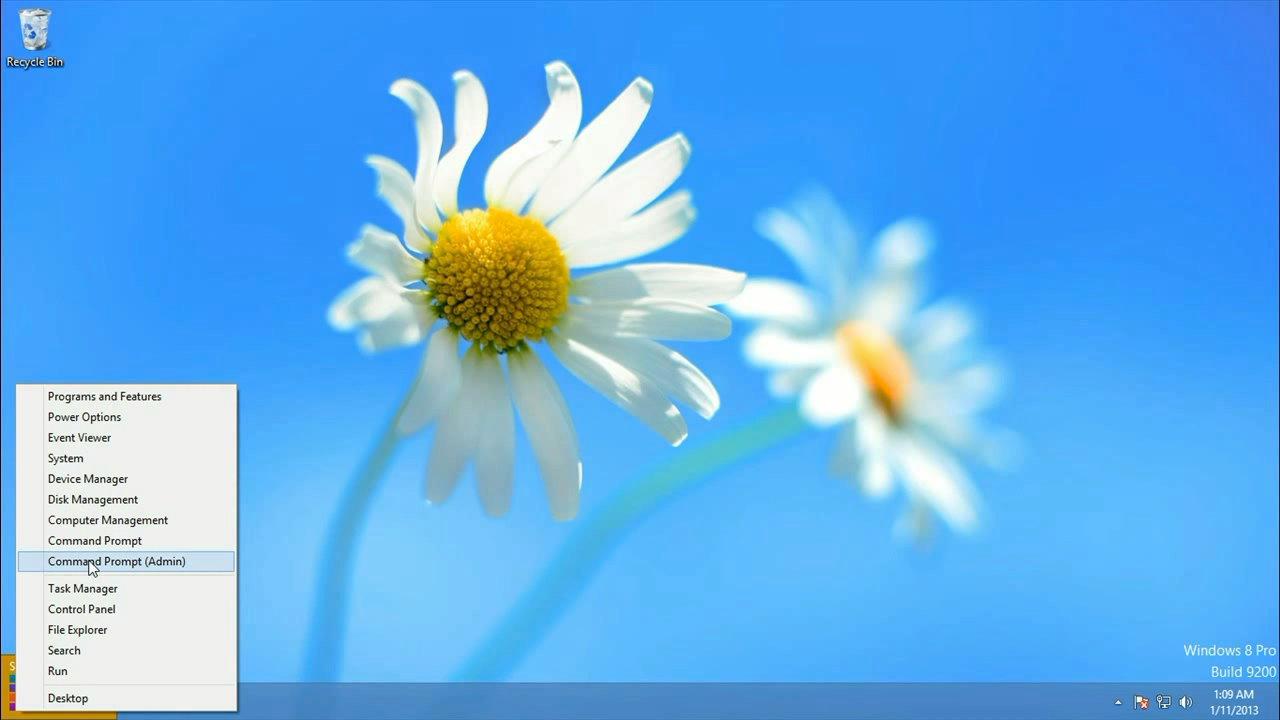 Recycle Bin
Programs and Features
Power Options
Event Viewer
System
Device Manager
Disk Management
Computer Management
Command Prompt
Command Prompt (Admin)
Task Manager
Control Panel
File Explorer
Search
Run
Desktop
Windows 8 Pro
Build 9200
1:09 AM
1/11/2013